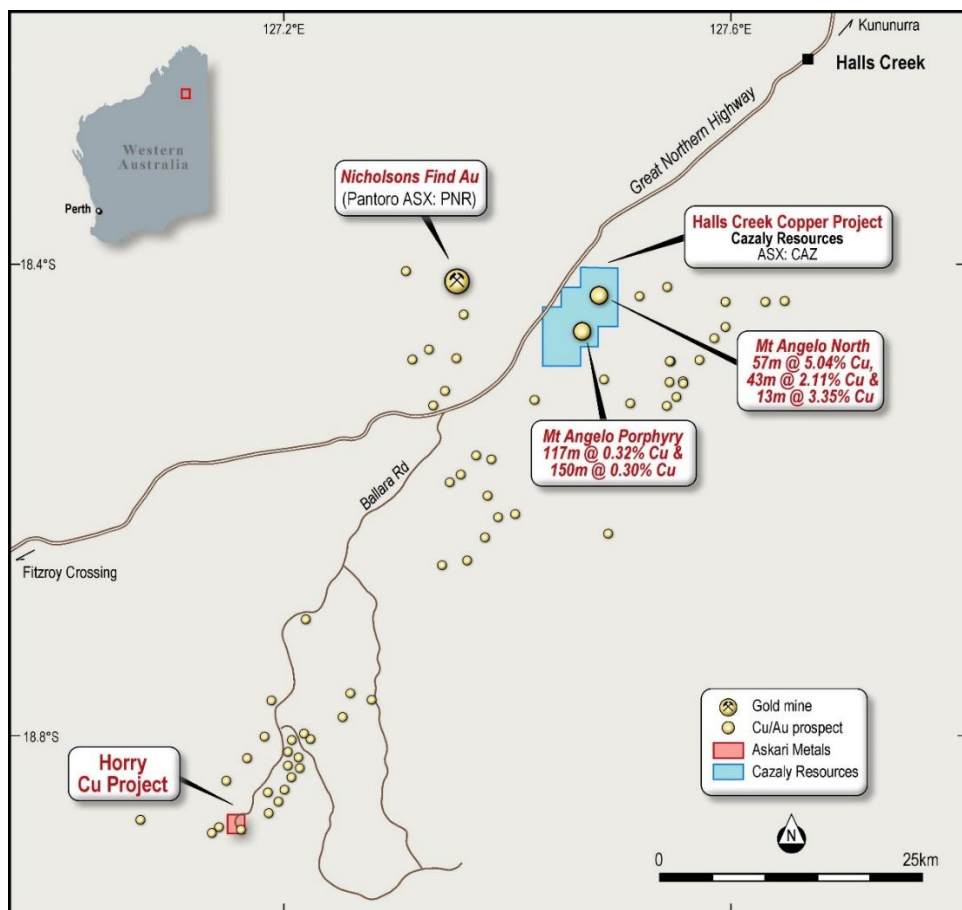 127.2°E
127.6°E
Kununurra
Halls Creek
Great Northern Highway
Western
Australia
Perth
Nicholsons Find Au
(Pantoro ASX: PNR)
Halls Creek Copper Project
Cazaly Resources
ASX: CAZ
18.4°S
Mt Angelo North
57m @ 5.04% Cu,
43m @ 2.11% Cu &
13m @ 3.35% Cu
Mt Angelo Porphyry
117m @ 0.32% Cu &
150m @ 0.30% Cu
Ballara Rd
Fitzroy Crossing
18.8°S
Horry
Cu Project
Gold mine
Cu/Au prospect
Askari Metals
Cazaly Resources
N
0
25km